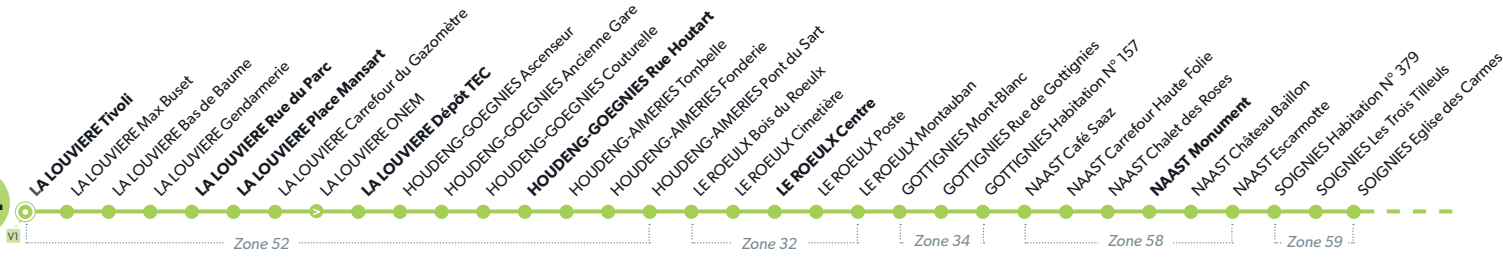 LA LOUVIERE Tivoli
LA LOUVIERE Max Buset
LA LOUVIERE Bas de Baume
LA LOUVIERE Gendarmerie
LA LOUVIERE Rue du Parc
LA LOUVIERE Place Mansart
LA LOUVIERE Carrefour du Gazomètre
LA LOUVIERE ONEM
LA LOUVIERE Dépôt TEC
HOUDENG-GOEGNIES Ascenseur
HOUDENG-GOEGNIES Ancienne Gare
HOUDENG-GOEGNIES Couturelle
HOUDENG-GOEGNIES Rue Houtart
HOUDENG-AIMERIES Tombelle
HOUDENG-AIMERIES Fonderie
HOUDENG-AIMERIES Pont du Sart
LE ROEULX Bois du Roeulx
LE ROEULX Cimetière
LE ROEULX Centre
LE ROEULX Poste
LE ROEULX Montauban
GOTTIGNIES Mont-Blanc
GOTTIGNIES Rue de Gottignies
GOTTIGNIES Habitation N° 157
NAAST Café Saaz
NAAST Carrefour Haute Folie
NAAST Chalet des Roses
NAAST Monument
NAAST Château Baillon
NAAST Escarmotte
SOIGNIES Habitation N° 379
SOIGNIES Les Trois Tilleuls
SOIGNIES Eglise des Carmes
V1
Zone 52
Zone 32
Zone 34
Zone 58
Zone 59